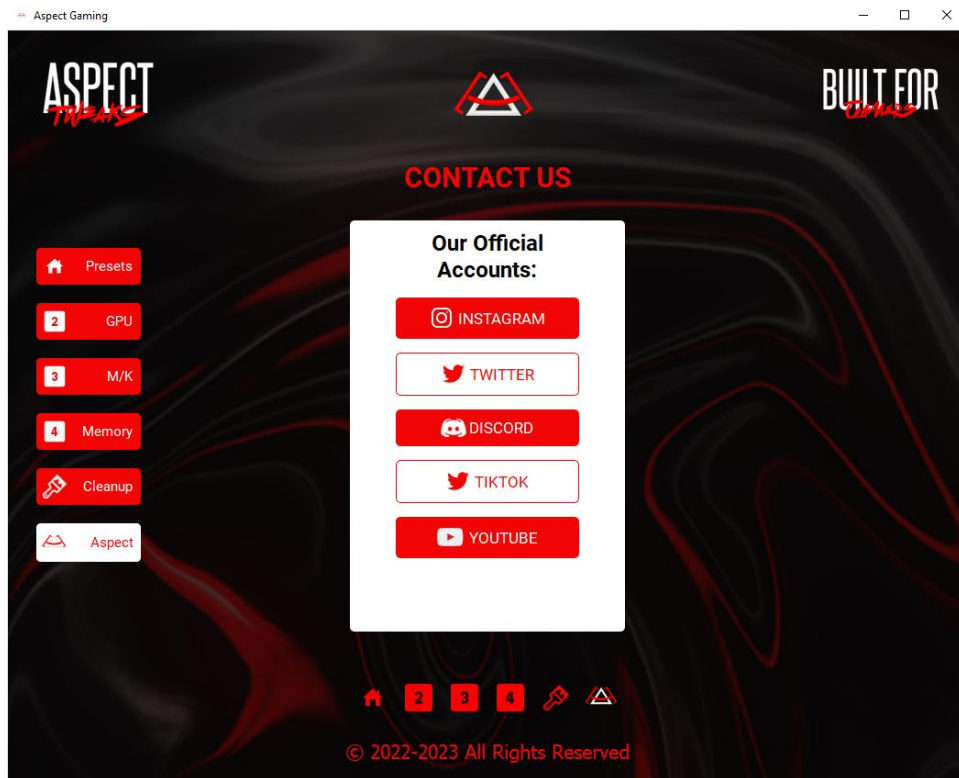 Aspect Gaming
ASPECT
TWEAKS
BUILT FOR
GAMERS
CONTACT US
Our Official
Accounts:
INSTAGRAM
TWITTER
DISCORD
TIKTOK
YOUTUBE
Presets
2 GPU
3 M/K
4 Memory
Cleanup
Aspect
2 3 4
© 2022-2023 All Rights Reserved